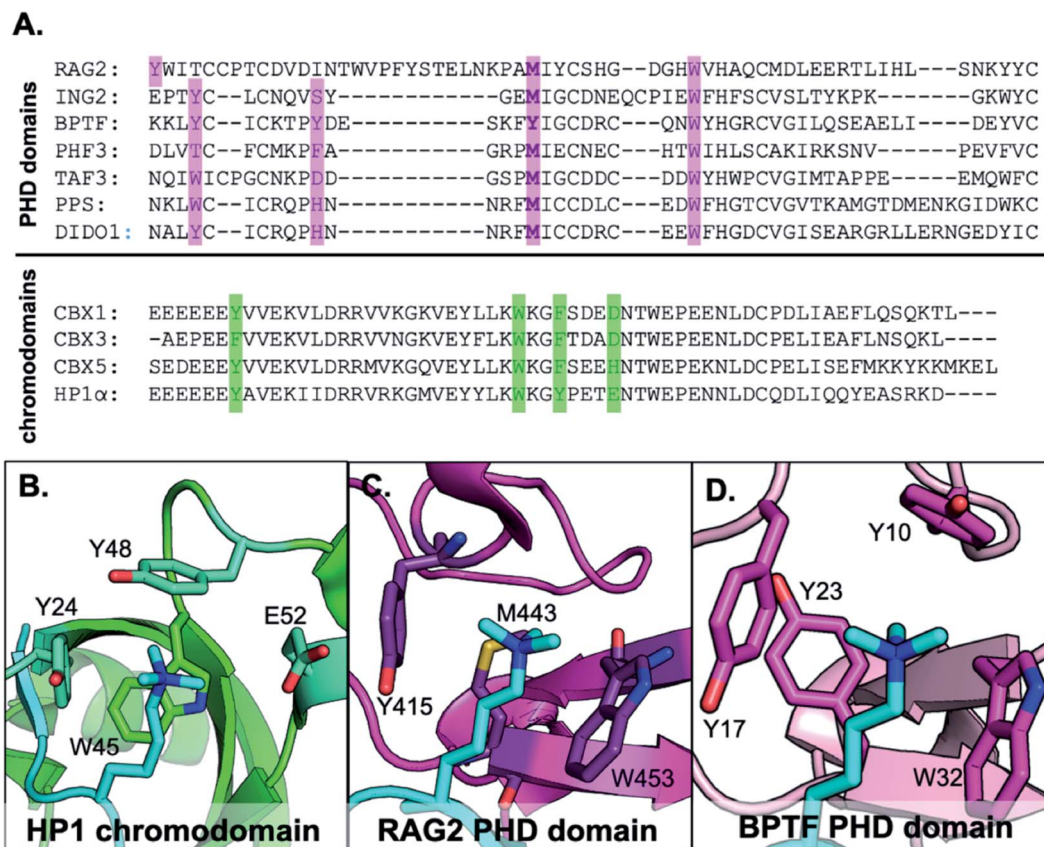 A.
PHD domains
RAG2: YWITCCPTCDVDINTWVPFYSTELNKPAMIYCSHG--DGHWVHAQCMDLEERTLIHL----SNKYYC
ING2: EPTYC--LCNQVSY-----------GEMIGCDNEQCPIEWFHFSCVSLTYKPK-------GKWYC
BPTF: KKLYC--ICKTPYDE----------SKFYIGCDRC--QNWYHGRCVGILQSEAELI----DEYVC
PHF3: DLVTC--FCMKPFA-----------GRPMIECNEC--HTWIHLSCAKIRKSNV------PEVFVC
TAF3: NQIWICPGCNKPDD-----------GSPMIGCDDC--DDWYHWPCVGIMTAPPE-----EMQWFC
PPS: NKLWC--ICRQPHN-----------NRFMICCDLC--EDWFHGTCVGVTKAMGTDMENKGIDWKC
DIDO1: NALYC--ICRQPHN-----------NRFMICCDRC--EEWFHGDCVGISEARGRLLERNGEDYIC
chromodomains
CBX1: EEEEEEYVVEKVLDRRVVKGKVEYLLKWKGFSDEDNTWEPEENLDCPDLIAEFLQSQKTL---
CBX3: -AEPEEFVVEKVLDRRVVNGKVEYFLKWKGFTDADNTWEPEENLDCPELIEAFLNSQKL----
CBX5: SEDEEEYVVEKVLDRRMVKGQVEYLLKWKGFSEEHNTWEPEKNLDCPELISEFMKKYKKMKEL
HP1α: EEEEEEYAVEKIIDRRVRKGMVEYYLKWKGYPETENTWEPENNLDCQDLIQQYEASRKD----
B.
Y48
Y24
E52
W45
HP1 chromodomain
C.
M443
Y415
W453
RAG2 PHD domain
D.
Y10
Y23
Y17
W32
BPTF PHD domain